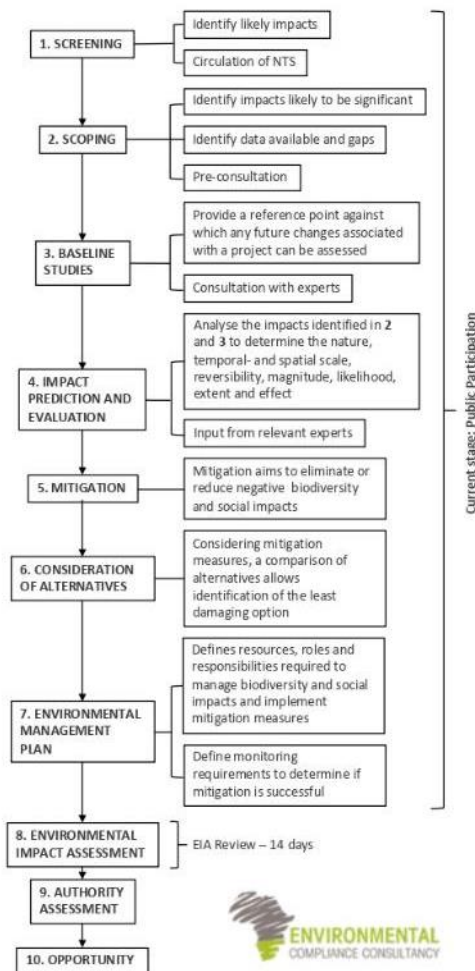 1. SCREENING
Identify likely impacts
Circulation of NTS
2. SCOPING
Identify impacts likely to be significant
Identify data available and gaps
Pre-consultation
3. BASELINE
STUDIES
Provide a reference point against
which any future changes associated
with a project can be assessed
Consultation with experts
4. IMPACT
PREDICTION AND
EVALUATION
Analyse the impacts identified in 2
and 3 to determine the nature,
temporal- and spatial scale,
reversibility, magnitude, likelihood,
extent and effect
Input from relevant experts
5. MITIGATION
Mitigation aims to eliminate or
reduce negative biodiversity
and social impacts
6. CONSIDERATION
OF ALTERNATIVES
Considering mitigation
measures, a comparison of
alternatives allows
identification of the least
damaging option
7. ENVIRONMENTAL
MANAGEMENT
PLAN
Defines resources, roles and
responsibilities required to
manage biodiversity and social
impacts and implement
mitigation measures
Define monitoring
requirements to determine if
mitigation is successful
Current stage: Public Participation
8. ENVIRONMENTAL
IMPACT ASSESSMENT
EIA Review – 14 days
9. AUTHORITY
ASSESSMENT
10. OPPORTUNITY
ENVIRONMENTAL
COMPLIANCE CONSULTANCY